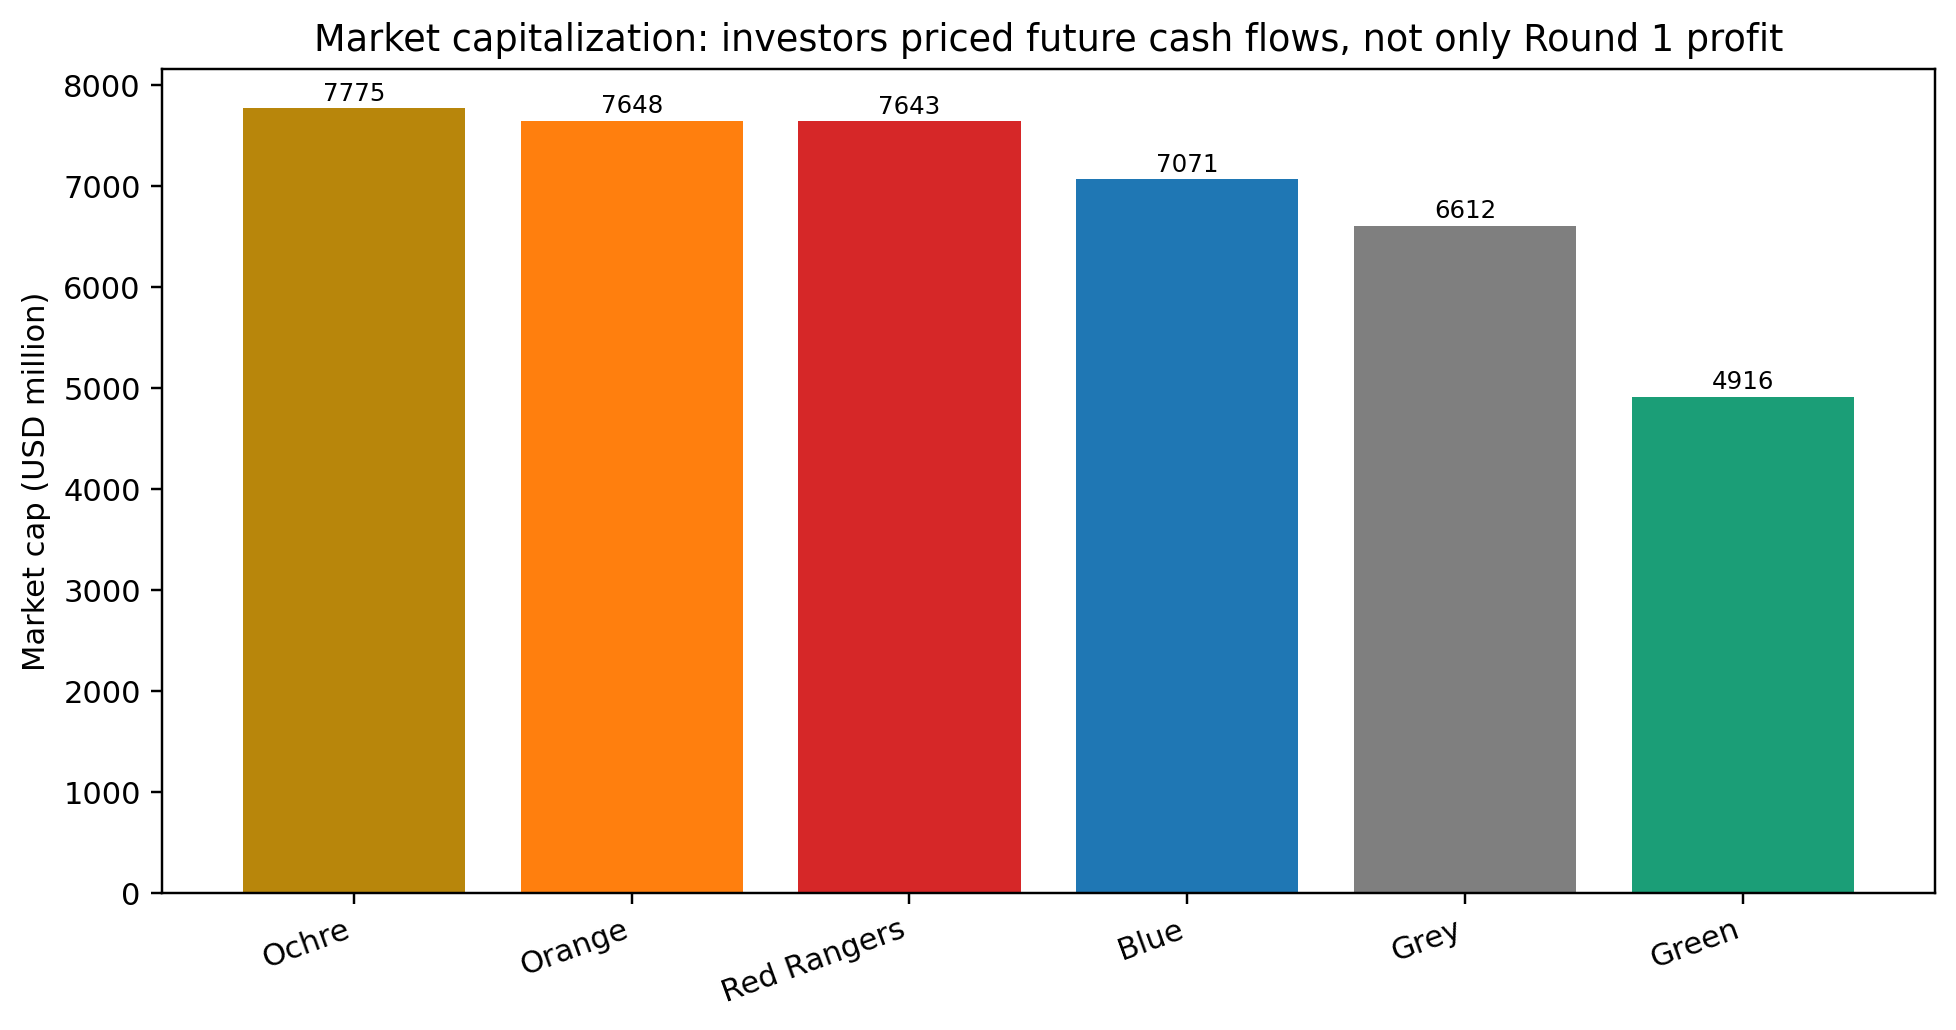 Market capitalization: investors priced future cash flows, not only Round 1 profit
Market cap (USD million)
8000
7000
6000
5000
4000
3000
2000
1000
0
7775
7648
7643
7071
6612
4916
Ochre
Orange
Red Rangers
Blue
Grey
Green